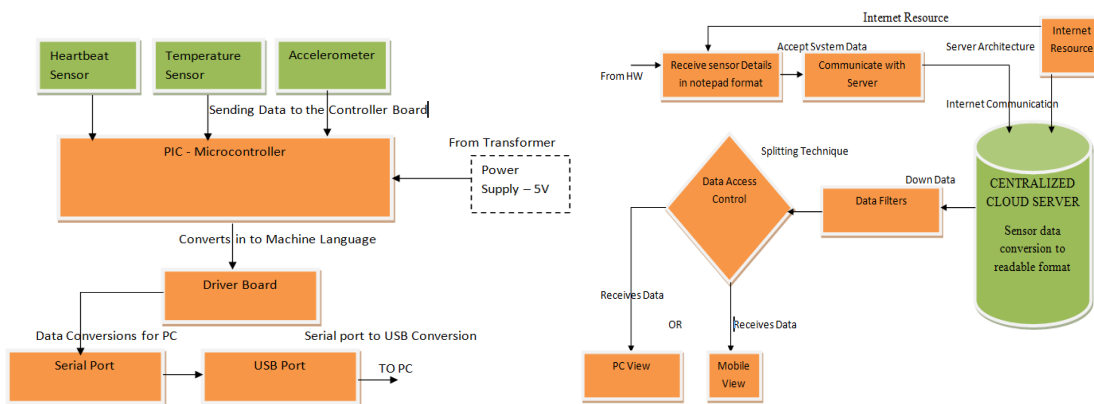 Heartbeat
Sensor
Temperature
Sensor
Accelerometer
Sending Data to the Controller Board
PIC - Microcontroller
From Transformer
Power
Supply – 5V
Converts in to Machine Language
Driver Board
Data Conversions for PC
Serial port to USB Conversion
Serial Port
USB Port
TO PC
Internet Resource
Internet
Resource
Accept System Data
Server Architecture
From HW
Receive sensor Details
in notepad format
Communicate with
Server
Internet Communication
Splitting Technique
Down Data
CENTRALIZED
CLOUD SERVER
Sensor data
conversion to
readable format
Data Filters
Data Access
Control
Receives Data
OR
Receives Data
PC View
Mobile
View